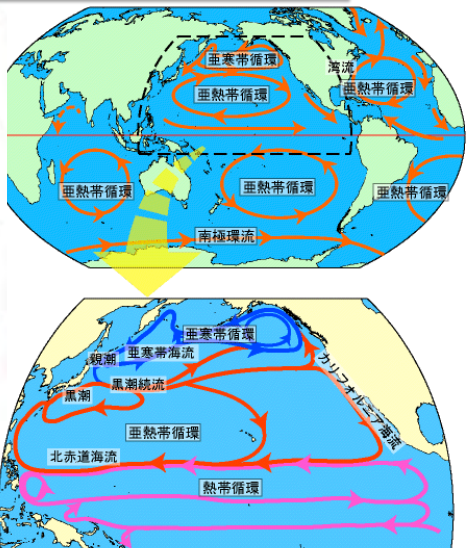 亜寒帯循環
湾流
亜熱帯循環
亜熱帯循環
亜熱帯循環
亜熱帯循環
亜熱帯循環
南極環流
亜寒帯循環
親潮
亜寒帯海流
黒潮続流
黒潮
カリフォルニア海流
亜熱帯循環
北赤道海流
熱帯循環